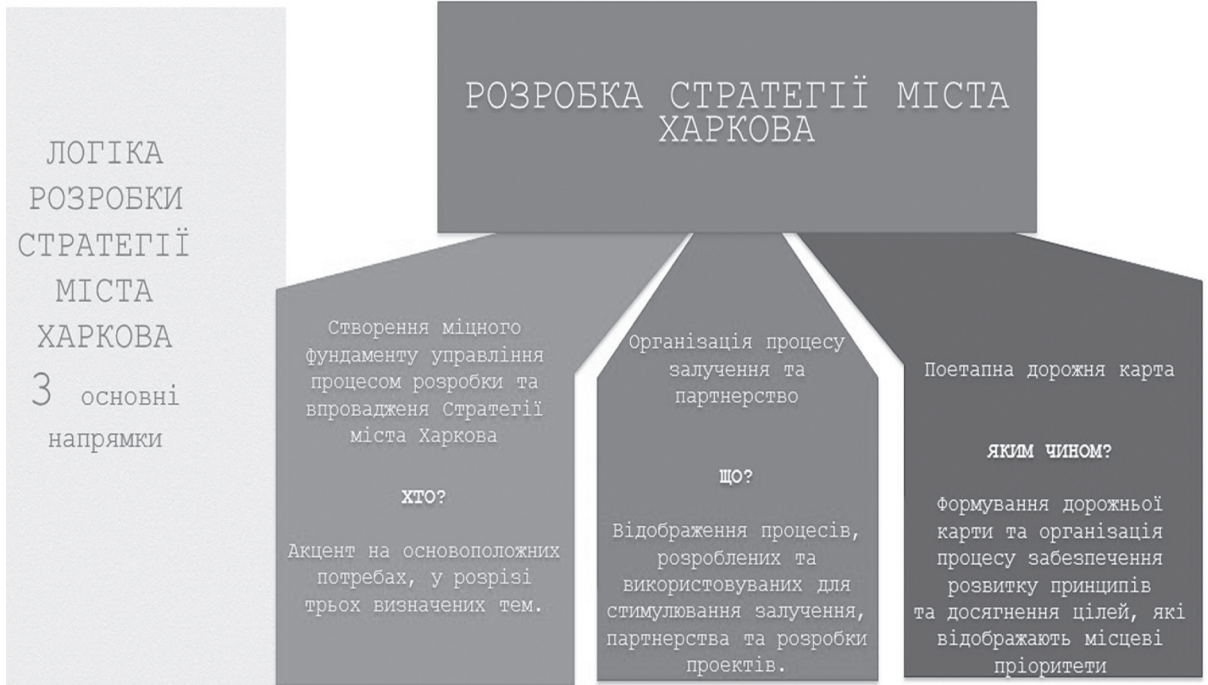 ЛОГІКА
РОЗРОБКИ
СТРАТЕГІЇ
МІСТА
ХАРКОВА
3 основні
напрямки
РОЗРОБКА СТРАТЕГІЇ МІСТА
ХАРКОВА
Створення міцного
фундаменту управління
процесом розробки та
впровадженя Стратегії
міста Харкова
ХТО?
Акцент на основоположних
потребах, у розрізі
трьох визначених тем.
Організація процесу
залучення та
партнерство
ЩО?
Відображення процесів,
розроблених та
використовуваних для
стимулювання залучення,
партнерства та розробки
проектів.
Поетапна дорожня карта
ЯКИМ ЧИНОМ?
Формування дорожньої
карти та організація
процесу забезпечення
розвитку принципів
та досягнення цілей, які
відображають місцеві
пріоритети